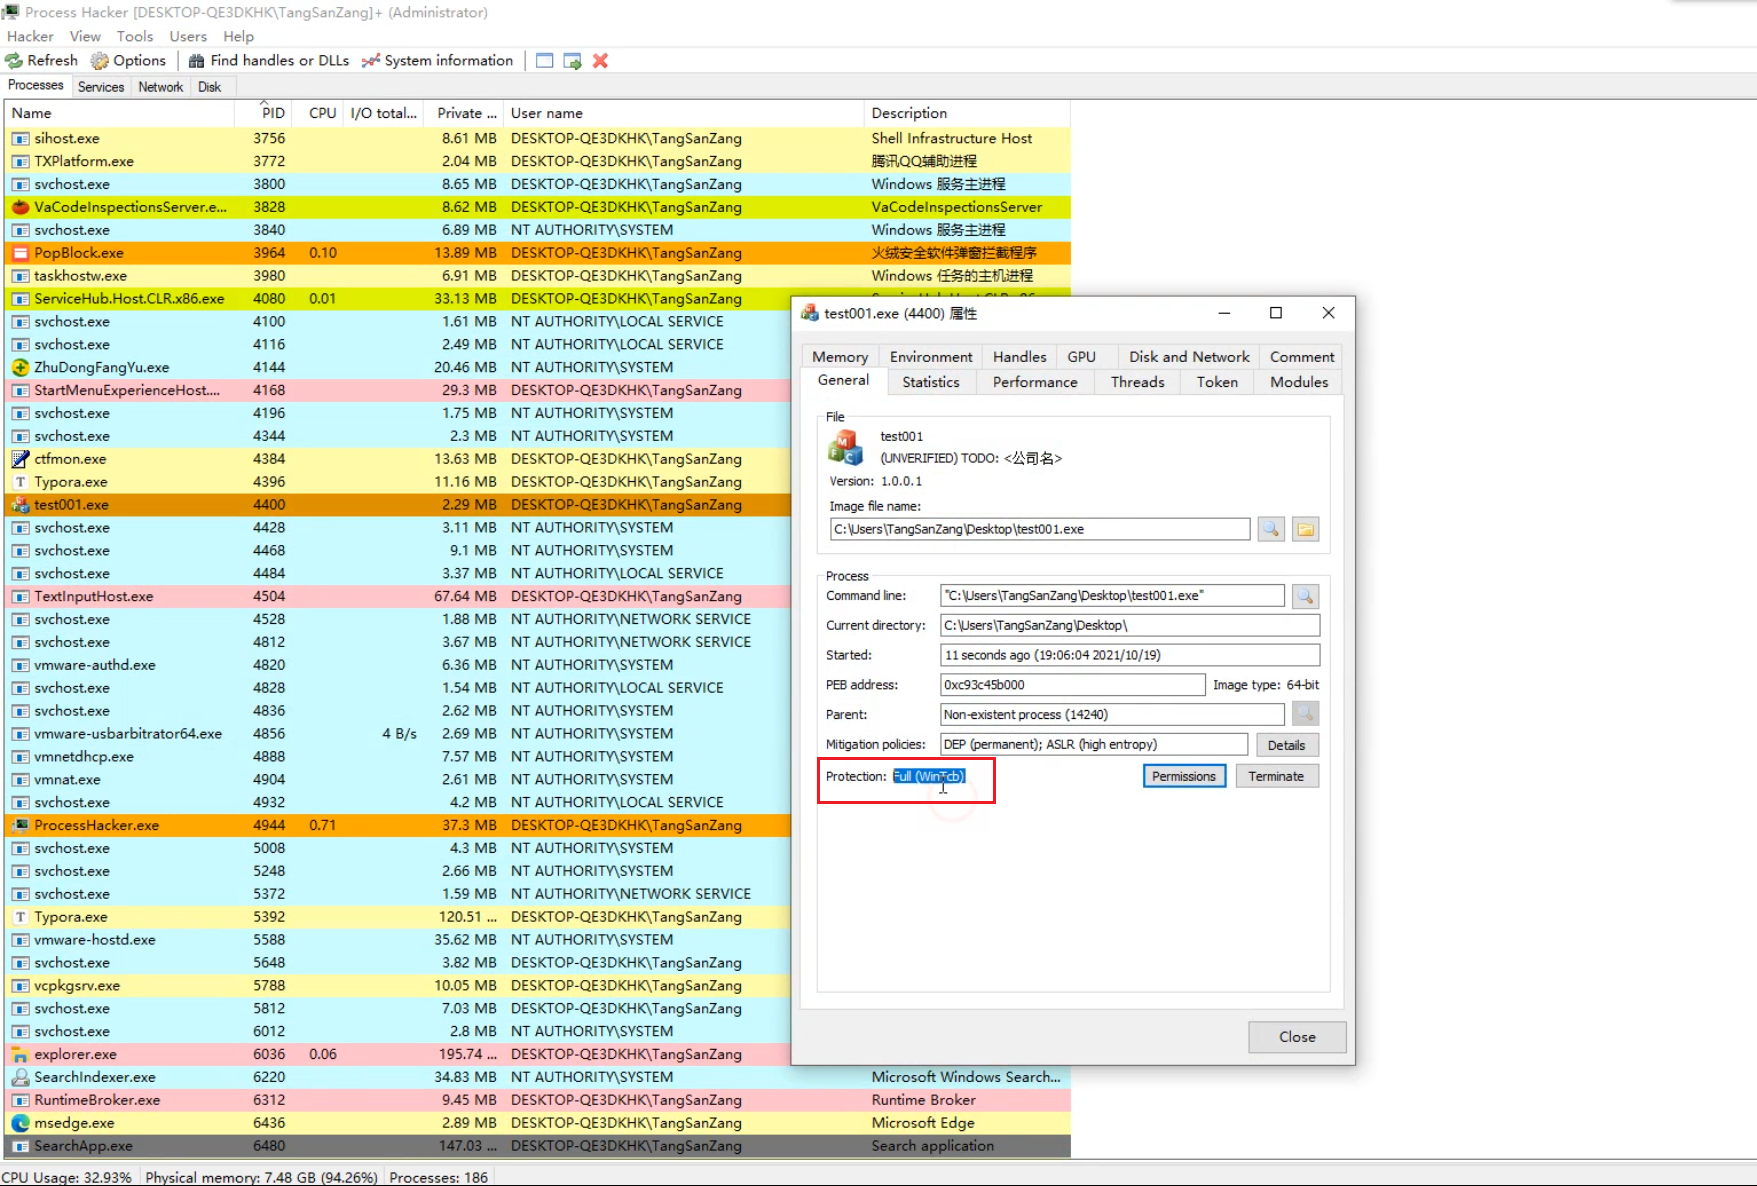 Process Hacker [DESKTOP-QE3DKHK\TangSanZang]+ (Administrator)
Hacker View Tools Users Help
Refresh Options Find handles or DLLs System information
Processes Services Network Disk
Name PID CPU I/O total... Private ... User name Description
sihost.exe 3756 8.61 MB DESKTOP-QE3DKHK\TangSanZang Shell Infrastructure Host
TXPlatform.exe 3772 2.04 MB DESKTOP-QE3DKHK\TangSanZang 腾讯QQ辅助进程
svchost.exe 3800 8.65 MB DESKTOP-QE3DKHK\TangSanZang Windows 服务主进程
VaCodeInspectionsServer.e... 3828 8.62 MB DESKTOP-QE3DKHK\TangSanZang VaCodeInspectionsServer
svchost.exe 3840 6.89 MB NT AUTHORITY\SYSTEM Windows 服务主进程
PopBlock.exe 3964 0.10 13.89 MB DESKTOP-QE3DKHK\TangSanZang 火绒安全软件弹窗拦截程序
taskhostw.exe 3980 6.91 MB DESKTOP-QE3DKHK\TangSanZang Windows 任务的主机进程
ServiceHub.Host.CLR.x86.exe 4080 0.01 33.13 MB DESKTOP-QE3DKHK\TangSanZang
svchost.exe 4100 1.61 MB NT AUTHORITY\LOCAL SERVICE
svchost.exe 4116 2.49 MB NT AUTHORITY\LOCAL SERVICE
ZhuDongFangYu.exe 4144 20.46 MB NT AUTHORITY\SYSTEM
StartMenuExperienceHost.... 4168 29.3 MB DESKTOP-QE3DKHK\TangSanZang
svchost.exe 4196 1.75 MB NT AUTHORITY\SYSTEM
svchost.exe 4344 2.3 MB NT AUTHORITY\SYSTEM
ctfmon.exe 4384 13.63 MB DESKTOP-QE3DKHK\TangSanZang
Typora.exe 4396 11.16 MB DESKTOP-QE3DKHK\TangSanZang
test001.exe 4400 2.29 MB DESKTOP-QE3DKHK\TangSanZang
svchost.exe 4428 3.11 MB NT AUTHORITY\SYSTEM
svchost.exe 4468 9.1 MB NT AUTHORITY\SYSTEM
svchost.exe 4484 3.37 MB NT AUTHORITY\LOCAL SERVICE
TextInputHost.exe 4504 67.64 MB DESKTOP-QE3DKHK\TangSanZang
svchost.exe 4528 1.88 MB NT AUTHORITY\NETWORK SERVICE
svchost.exe 4812 3.67 MB NT AUTHORITY\NETWORK SERVICE
vmware-authd.exe 4820 6.36 MB NT AUTHORITY\SYSTEM
svchost.exe 4828 1.54 MB NT AUTHORITY\LOCAL SERVICE
svchost.exe 4836 2.62 MB NT AUTHORITY\SYSTEM
vmware-usbarbitrator64.exe 4856 4 B/s 2.69 MB NT AUTHORITY\SYSTEM
vmnetdhcp.exe 4888 7.57 MB NT AUTHORITY\SYSTEM
vmnat.exe 4904 2.61 MB NT AUTHORITY\SYSTEM
svchost.exe 4932 4.2 MB NT AUTHORITY\LOCAL SERVICE
ProcessHacker.exe 4944 0.71 37.3 MB DESKTOP-QE3DKHK\TangSanZang
svchost.exe 5008 4.3 MB NT AUTHORITY\SYSTEM
svchost.exe 5248 2.66 MB NT AUTHORITY\SYSTEM
svchost.exe 5372 1.59 MB NT AUTHORITY\NETWORK SERVICE
Typora.exe 5392 120.51 ... DESKTOP-QE3DKHK\TangSanZang
vmware-hostd.exe 5588 35.62 MB NT AUTHORITY\SYSTEM
svchost.exe 5648 3.82 MB DESKTOP-QE3DKHK\TangSanZang
vcpkgsrv.exe 5788 10.05 MB DESKTOP-QE3DKHK\TangSanZang
svchost.exe 5812 7.03 MB DESKTOP-QE3DKHK\TangSanZang
svchost.exe 6012 2.8 MB NT AUTHORITY\SYSTEM
explorer.exe 6036 0.06 195.74 ... DESKTOP-QE3DKHK\TangSanZang
SearchIndexer.exe 6220 34.83 MB NT AUTHORITY\SYSTEM Microsoft Windows Search...
RuntimeBroker.exe 6312 9.45 MB DESKTOP-QE3DKHK\TangSanZang Runtime Broker
msedge.exe 6436 2.89 MB DESKTOP-QE3DKHK\TangSanZang Microsoft Edge
SearchApp.exe 6480 147.03 ... DESKTOP-QE3DKHK\TangSanZang Search application
CPU Usage: 32.93% Physical memory: 7.48 GB (94.26%) Processes: 186
test001.exe (4400) 属性
Memory Environment Handles GPU Disk and Network Comment
General Statistics Performance Threads Token Modules
File
test001
(UNVERIFIED) TODO: <公司名>
Version: 1.0.0.1
Image file name:
C:\Users\TangSanZang\Desktop\test001.exe
Process
Command line: "C:\Users\TangSanZang\Desktop\test001.exe"
Current directory: C:\Users\TangSanZang\Desktop\
Started: 11 seconds ago (19:06:04 2021/10/19)
PEB address: 0xc93c45b000 Image type: 64-bit
Parent: Non-existent process (14240)
Mitigation policies: DEP (permanent); ASLR (high entropy) Details
Protection: Full (WinTcb) Permissions Terminate
Close